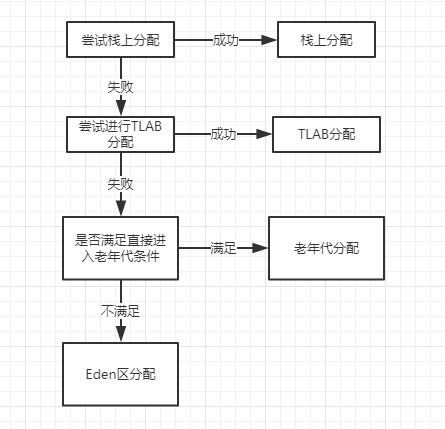 尝试栈上分配
成功
栈上分配
失败
尝试进行TLAB
分配
成功
TLAB分配
失败
是否满足直接进
入老年代条件
满足
老年代分配
不满足
Eden区分配